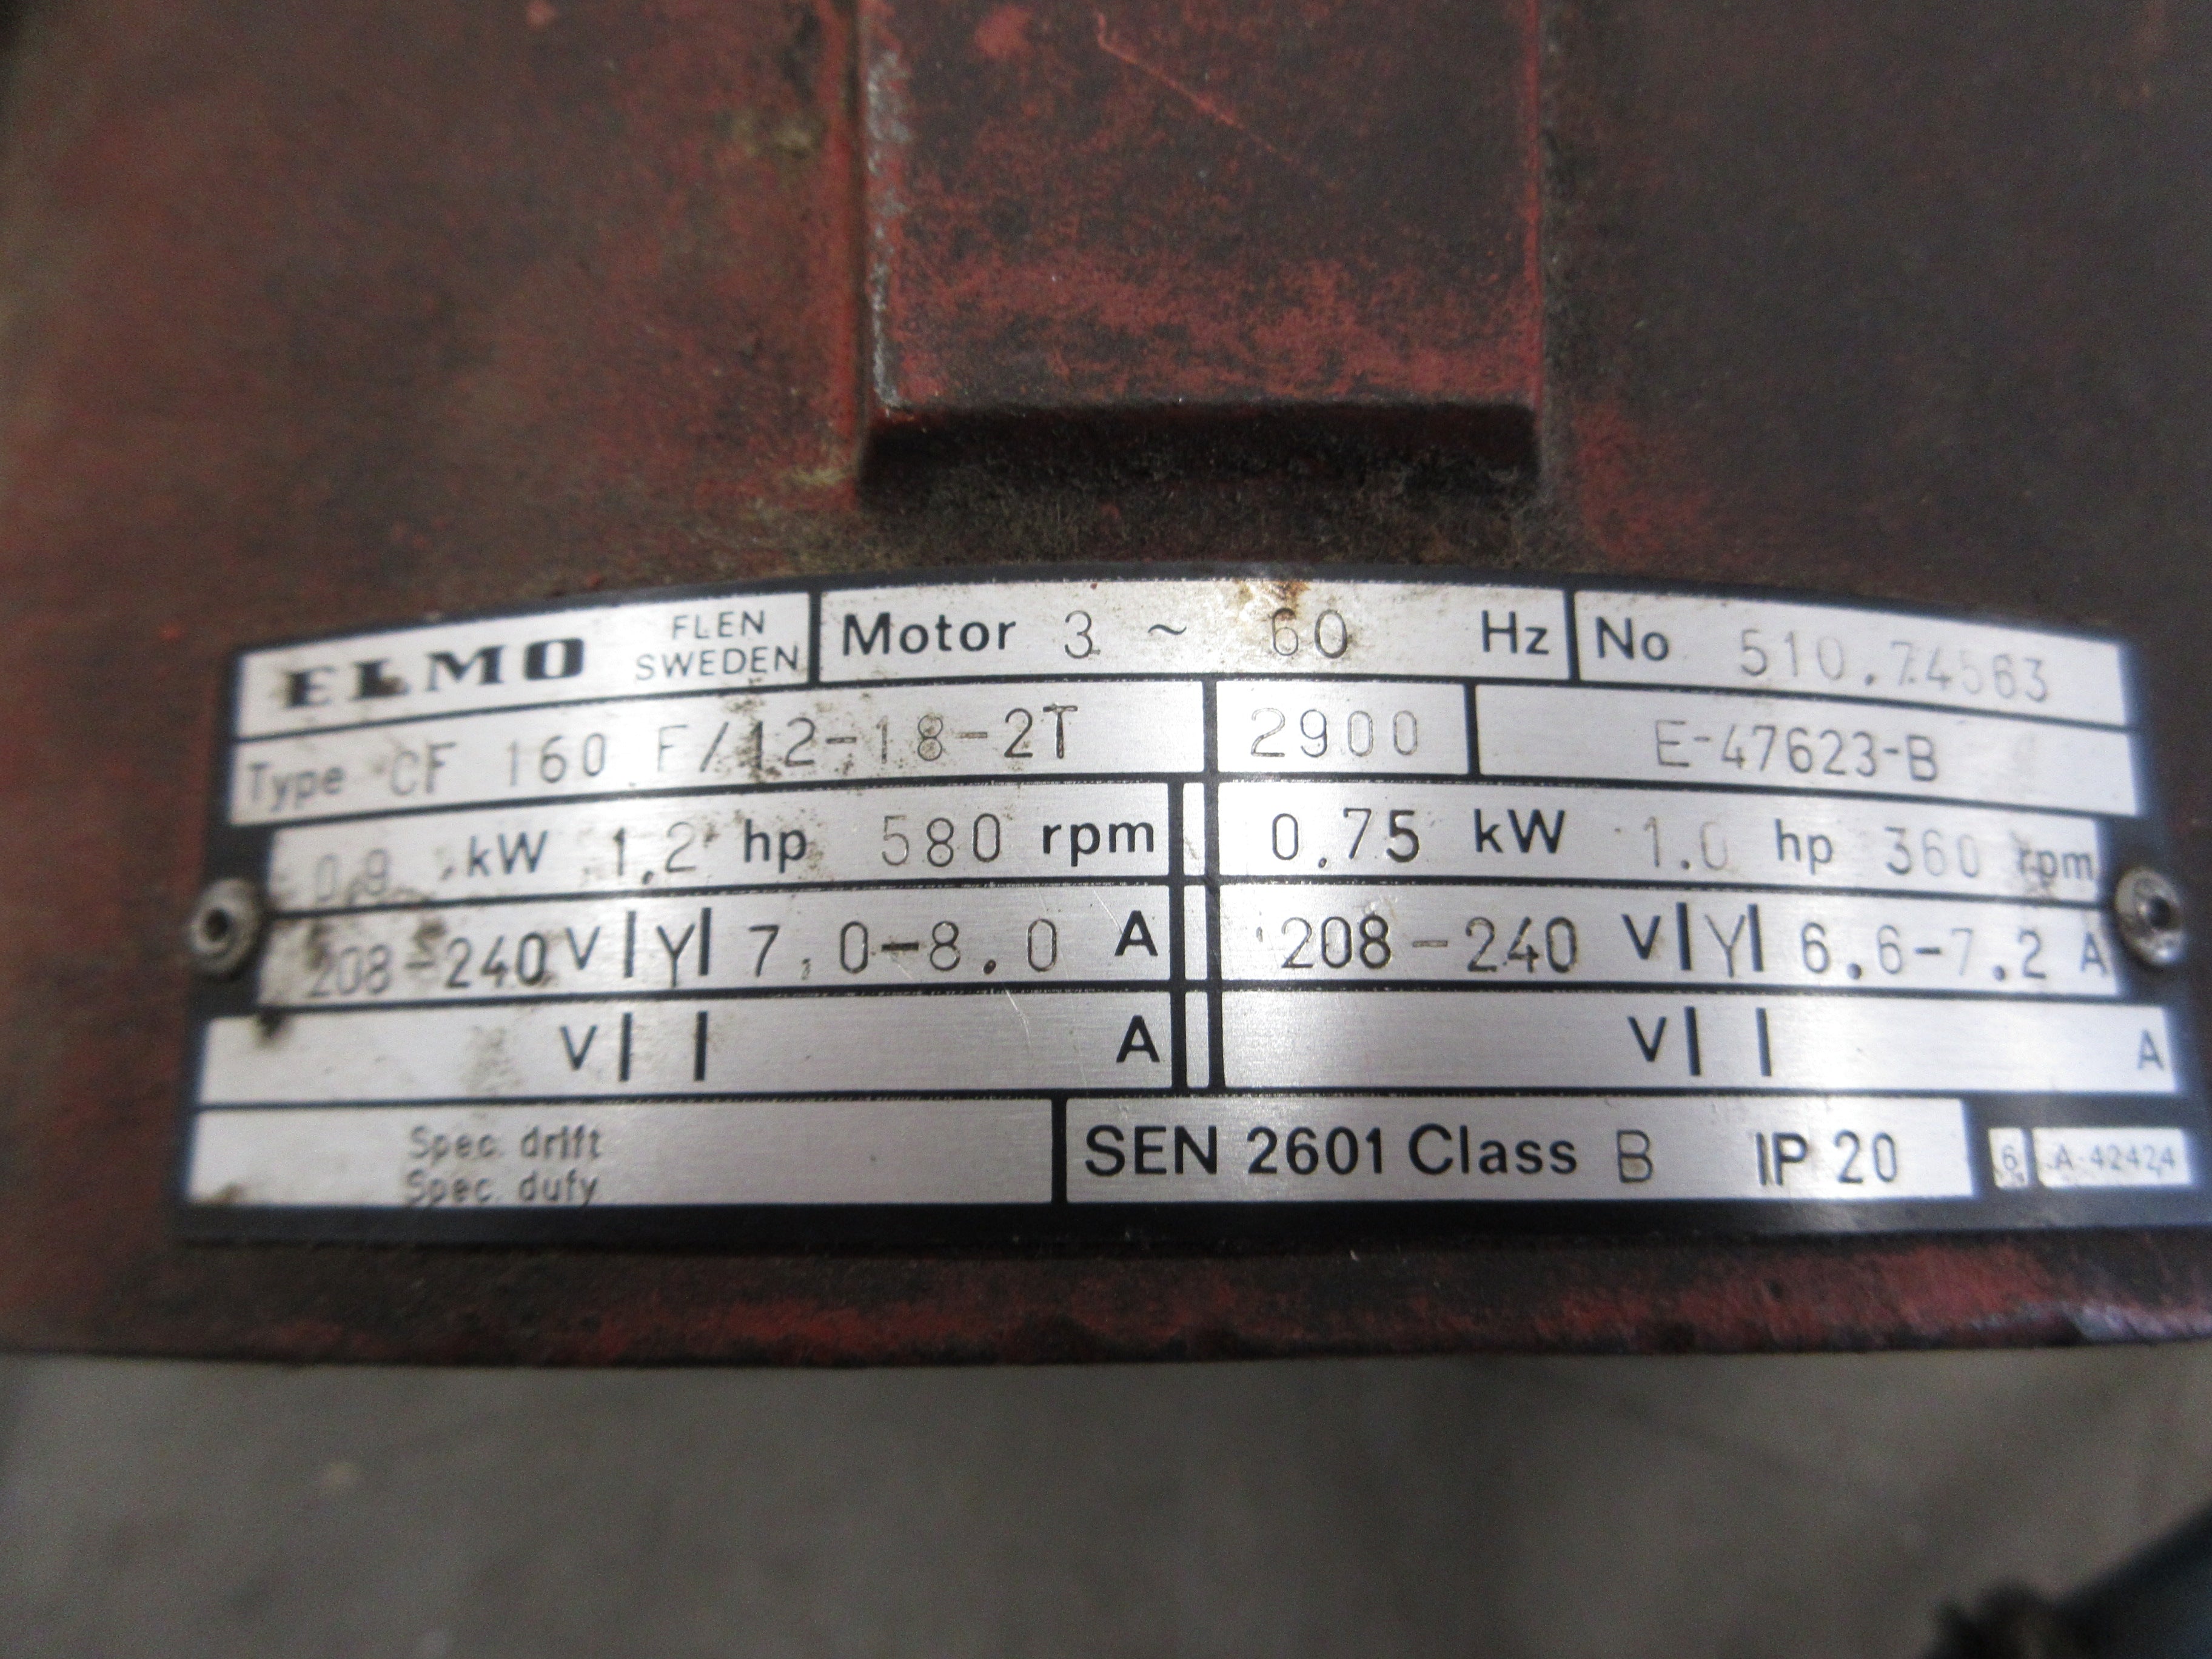 ELMO FLEN SWEDEN Motor 3 ~ 60 Hz No 510.74563
Type CF 160 F/12-18-2T 2900 E-47623-B
0.9 kW 1.2 hp 580 rpm 0.75 kW 1.0 hp 360 rpm
208-240 V | Y | 7.0-8.0 A 208-240 V | Y | 6.6-7.2 A
V | | A V | | A
Spec. drift
Spec. duty
SEN 2601 Class B IP 20 6 A-42424